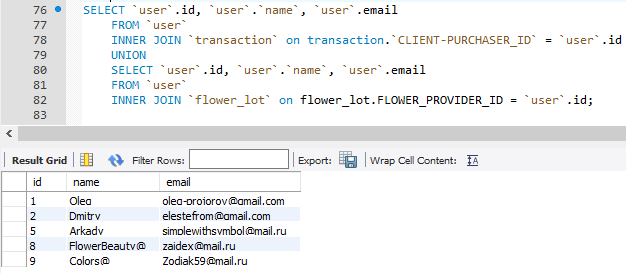 76 SELECT `user`.id, `user`.`name`, `user`.email
77 FROM `user`
78 INNER JOIN `transaction` on transaction.`CLIENT-PURCHASER_ID` = `user`.id
79 UNION
80 SELECT `user`.id, `user`.`name`, `user`.email
81 FROM `user`
82 INNER JOIN `flower_lot` on flower_lot.FLOWER_PROVIDER_ID = `user`.id;
83
Result Grid Filter Rows: Export: Wrap Cell Content: IA
id name email
1 Oleg oleg-projorov@gmail.com
2 Dmitry elestefrom@gmail.com
5 Arkady simplewithsymbol@mail.ru
8 FlowerBeauty@ zaidex@mail.ru
9 Colors@ Zodiak59@mail.ru